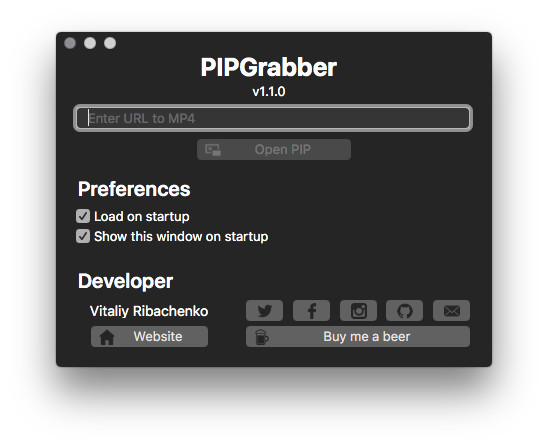 PIPGrabber
v1.1.0
Enter URL to MP4
Open PIP
Preferences
Load on startup
Show this window on startup
Developer
Vitaliy Ribachenko
Website
Buy me a beer